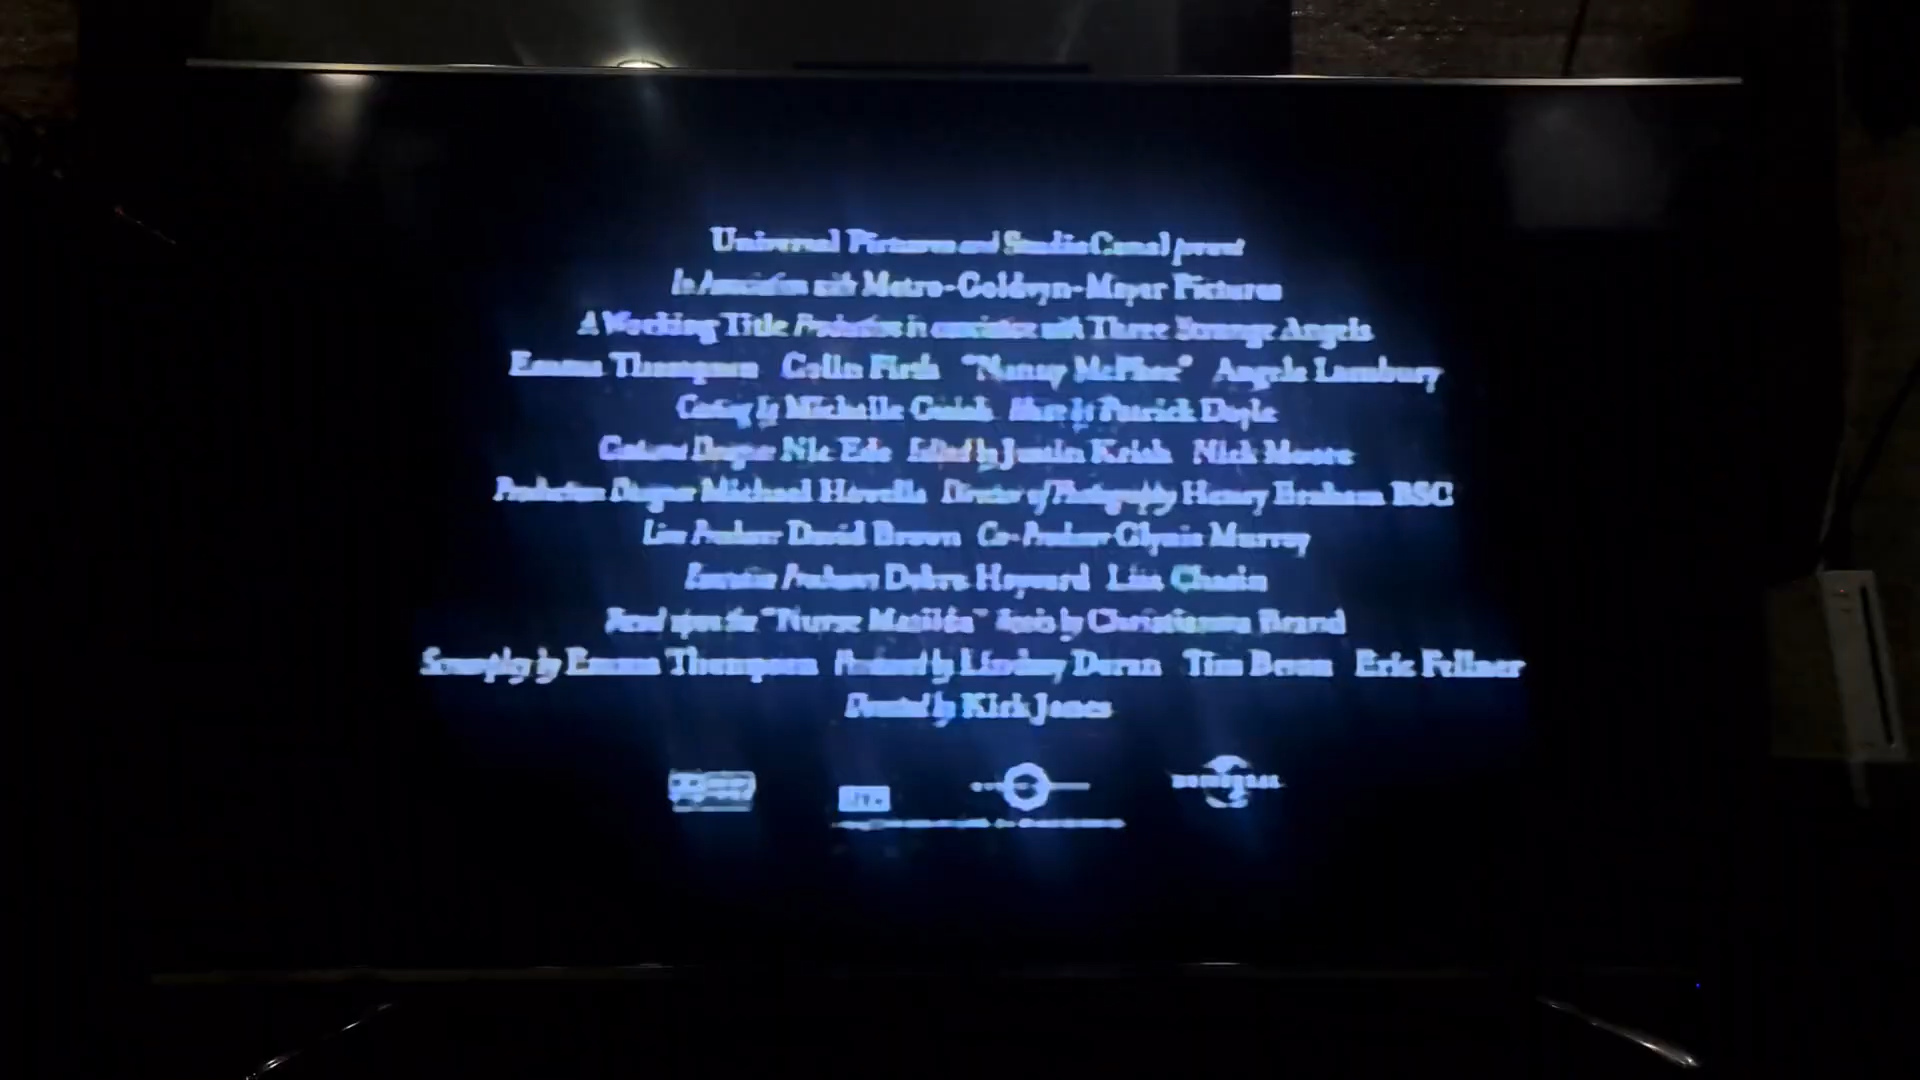 Universal Pictures and StudioCanal present
In Association with Metro-Goldwyn-Mayer Pictures
A Working Title Production in association with Three Strange Angels
Emma Thompson Colin Firth "Nanny McPhee" Angela Lansbury
Casting by Michelle Guish Music by Patrick Doyle
Costume Designer Nic Ede Edited by Justin Krish Nick Moore
Production Designer Michael Howells Director of Photography Henry Braham BSC
Line Producer David Brown Co-Producer Glynis Murray
Executive Producers Debra Hayward Liza Chasin
Based upon the "Nurse Matilda" books by Christianna Brand
Screenplay by Emma Thompson Produced by Lindsay Doran Tim Bevan Eric Fellner
Directed by Kirk Jones
UNIVERSAL